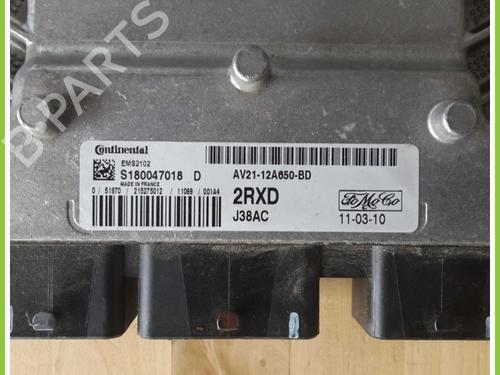 B-PARTS
Continental
EMS2102
S180047018 D
MADE IN FRANCE
0 / 51970 / 215275012 / 11069 / .001A4
AV21-12A650-BD
2RXD
J38AC
FoMoCo
11-03-10